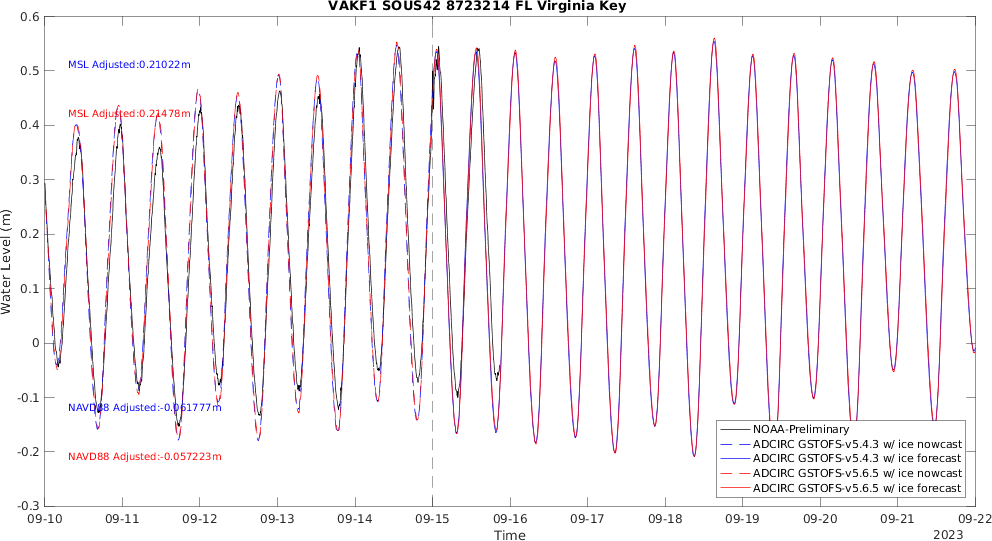 VAKF1 SOUS42 8723214 FL Virginia Key
0.6
0.5
0.4
0.3
0.2
0.1
0
-0.1
-0.2
-0.3
Water Level (m)
MSL Adjusted:0.21022m
MSL Adjusted:0.21478m
NAVD88 Adjusted:-0.061777m
NAVD88 Adjusted:-0.057223m
NOAA-Preliminary
ADCIRC GSTOFS-v5.4.3 w/ ice nowcast
ADCIRC GSTOFS-v5.4.3 w/ ice forecast
ADCIRC GSTOFS-v5.6.5 w/ ice nowcast
ADCIRC GSTOFS-v5.6.5 w/ ice forecast
09-10 09-11 09-12 09-13 09-14 09-15 09-16 09-17 09-18 09-19 09-20 09-21 09-22
Time
2023